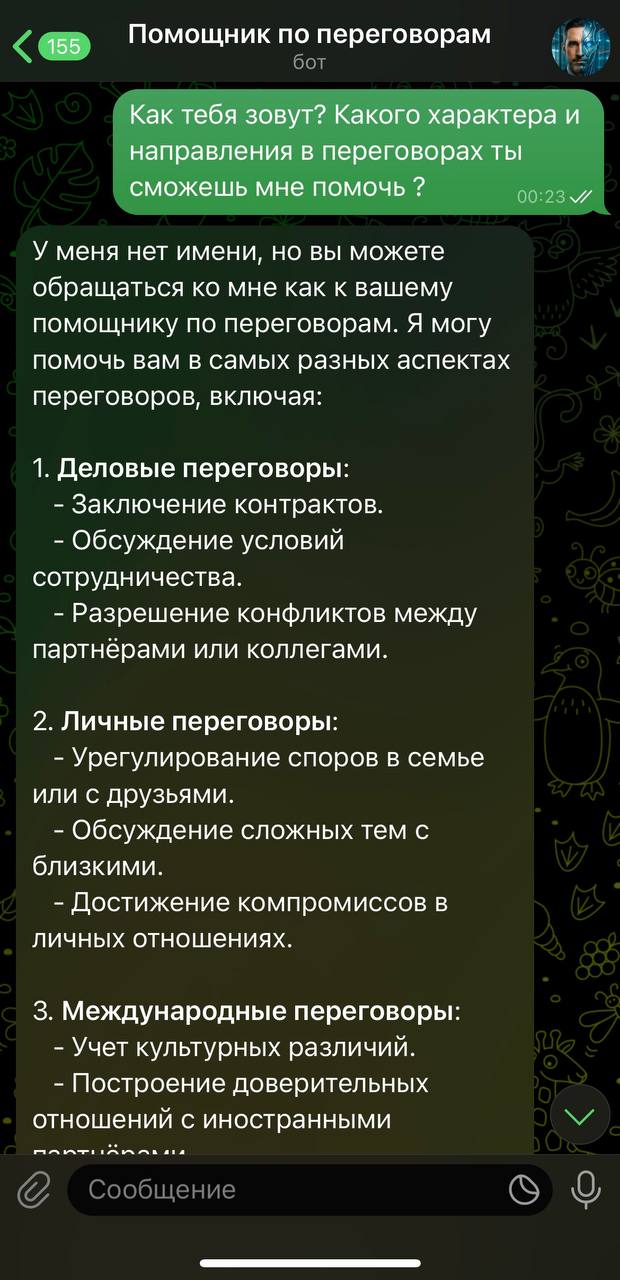 155
Помощник по переговорам
бот
Как тебя зовут? Какого характера и
направления в переговорах ты
сможешь мне помочь ?
00:23
У меня нет имени, но вы можете
обращаться ко мне как к вашему
помощнику по переговорам. Я могу
помочь вам в самых разных аспектах
переговоров, включая:
1. Деловые переговоры:
- Заключение контрактов.
- Обсуждение условий
сотрудничества.
- Разрешение конфликтов между
партнёрами или коллегами.
2. Личные переговоры:
- Урегулирование споров в семье
или с друзьями.
- Обсуждение сложных тем с
близкими.
- Достижение компромиссов в
личных отношениях.
3. Международные переговоры:
- Учет культурных различий.
- Построение доверительных
отношений с иностранными
партнёрами.
Сообщение